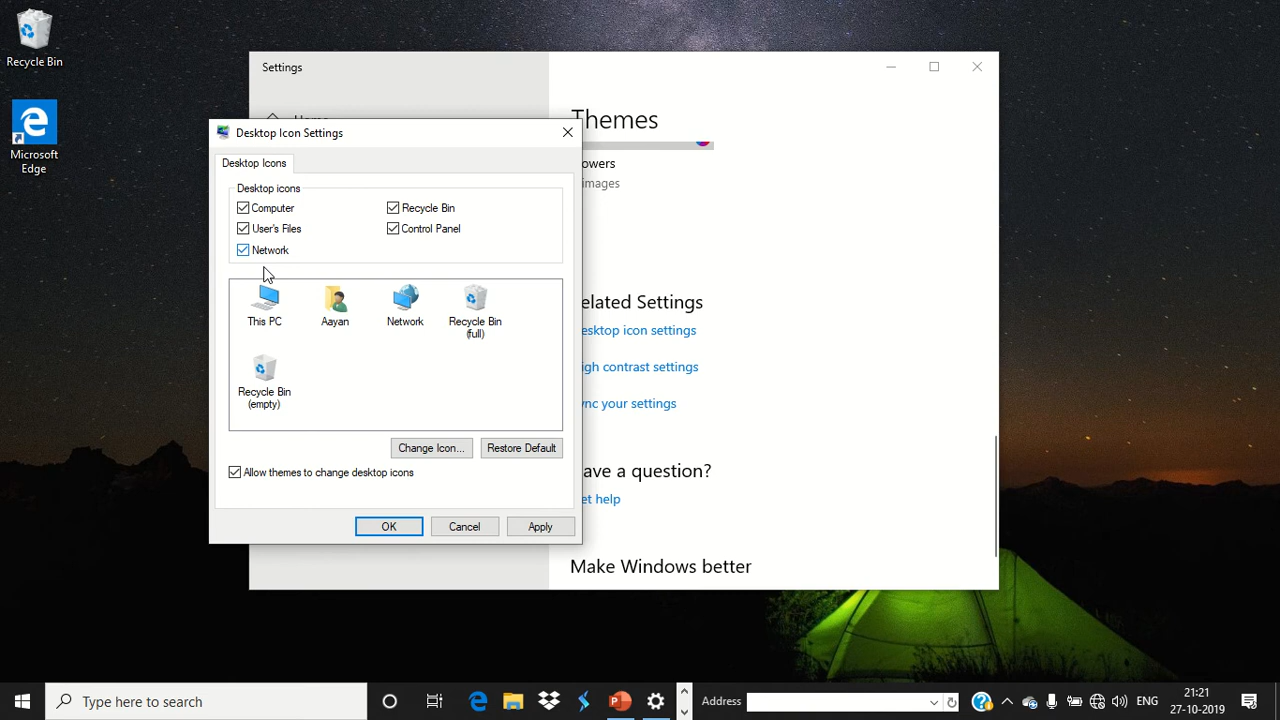 Recycle Bin
Microsoft
Edge
Settings
Themes
Desktop Icon Settings
Desktop Icons
Desktop icons
Computer
Recycle Bin
User's Files
Control Panel
Network
This PC
Aayan
Network
Recycle Bin
(full)
Recycle Bin
(empty)
Change Icon...
Restore Default
Allow themes to change desktop icons
OK
Cancel
Apply
owers
images
elated Settings
esktop icon settings
igh contrast settings
ync your settings
ave a question?
et help
Make Windows better
Type here to search
Address
ENG
21:21
27-10-2019